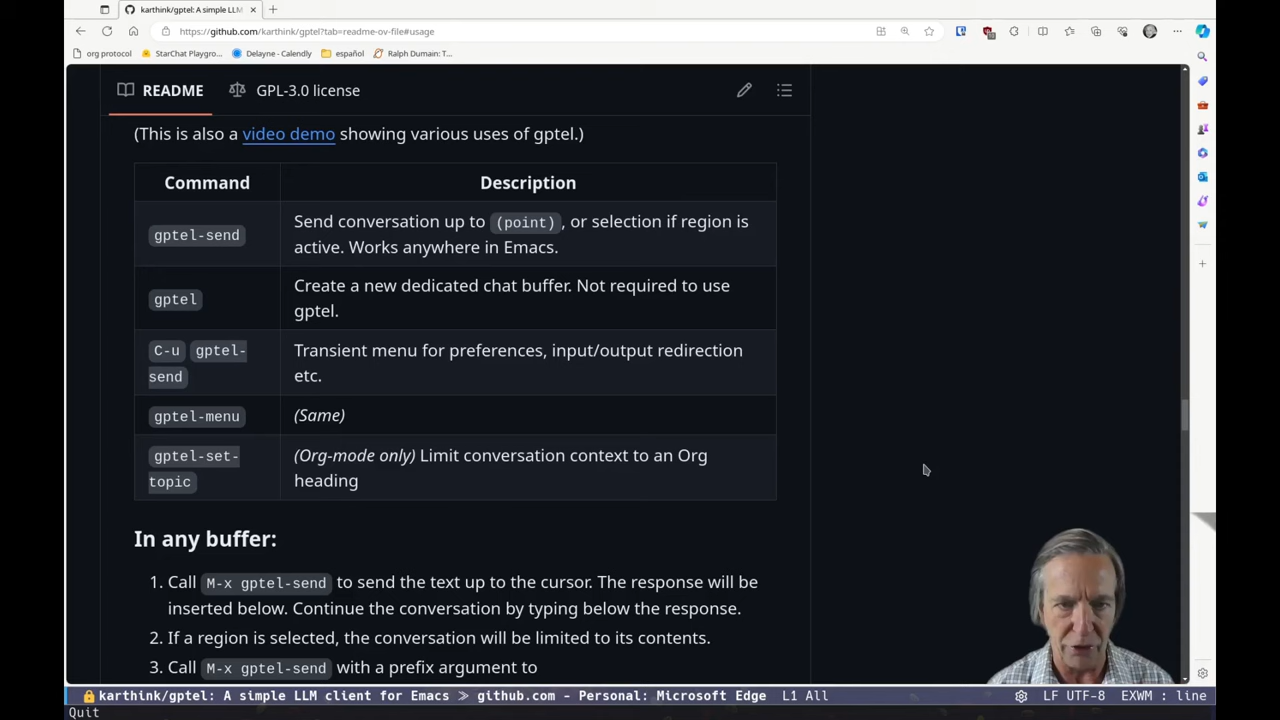 karthink/gptel: A simple LLM
https://github.com/karthink/gptel?tab=readme-ov-file#usage
org protocol StarChat Playgro... Delayne - Calendly español Ralph Dumain: T...
README GPL-3.0 license
(This is also a video demo showing various uses of gptel.)
Command Description
gptel-send
Send conversation up to (point), or selection if region is
active. Works anywhere in Emacs.
gptel
Create a new dedicated chat buffer. Not required to use
gptel.
C-u gptel-
send
Transient menu for preferences, input/output redirection
etc.
gptel-menu (Same)
gptel-set-
topic
(Org-mode only) Limit conversation context to an Org
heading
In any buffer:
1. Call M-x gptel-send to send the text up to the cursor. The response will be
inserted below. Continue the conversation by typing below the response.
2. If a region is selected, the conversation will be limited to its contents.
3. Call M-x gptel-send with a prefix argument to
karthink/gptel: A simple LLM client for Emacs ≫ github.com - Personal: Microsoft Edge L1 All LF UTF-8 EXWM : line
Quit